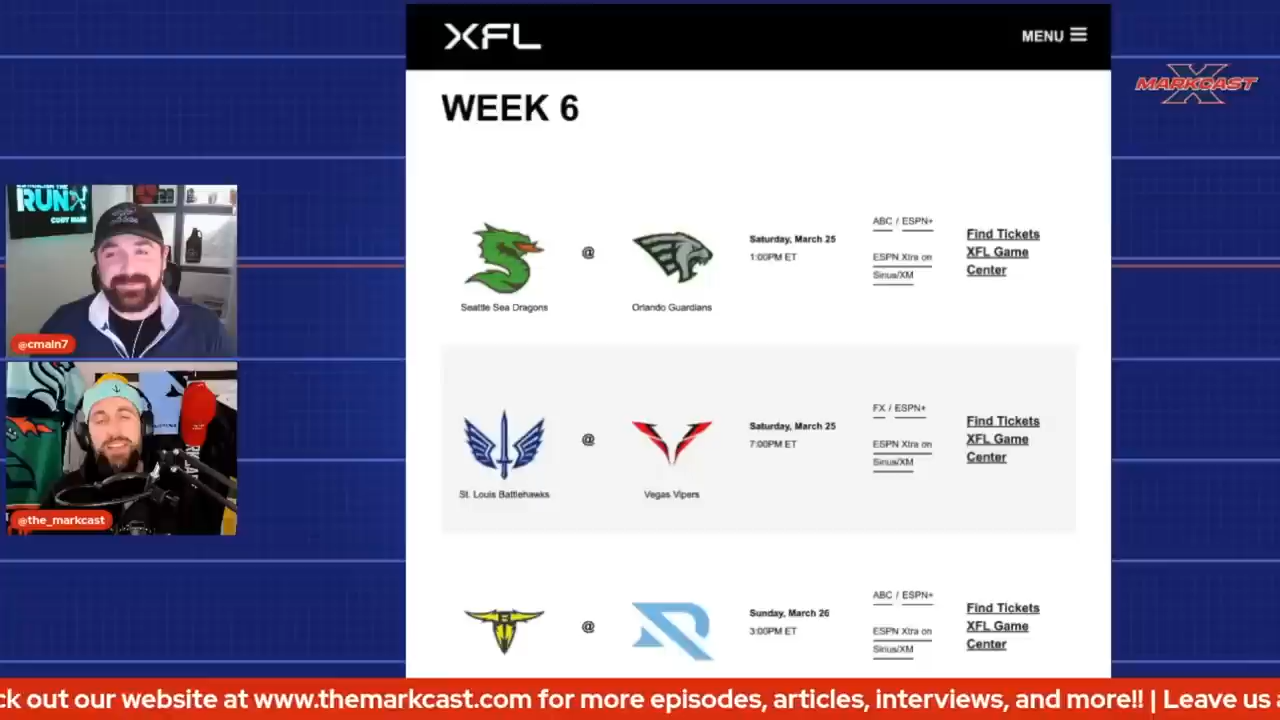 XFL
MENU
MARKCAST
WEEK 6
Seattle Sea Dragons
@
Orlando Guardians
Saturday, March 25
1:00PM ET
ABC / ESPN+
ESPN Xtra on
Sirius/XM
Find Tickets
XFL Game
Center
St. Louis Battlehawks
@
Vegas Vipers
Saturday, March 25
7:00PM ET
FX / ESPN+
ESPN Xtra on
Sirius/XM
Find Tickets
XFL Game
Center
@
Sunday, March 26
3:00PM ET
ABC / ESPN+
ESPN Xtra on
Sirius/XM
Find Tickets
XFL Game
Center
RUN
CODY MAIN
@cmain7
@the_markcast
ck out our website at www.themarkcast.com for more episodes, articles, interviews, and more!! | Leave us